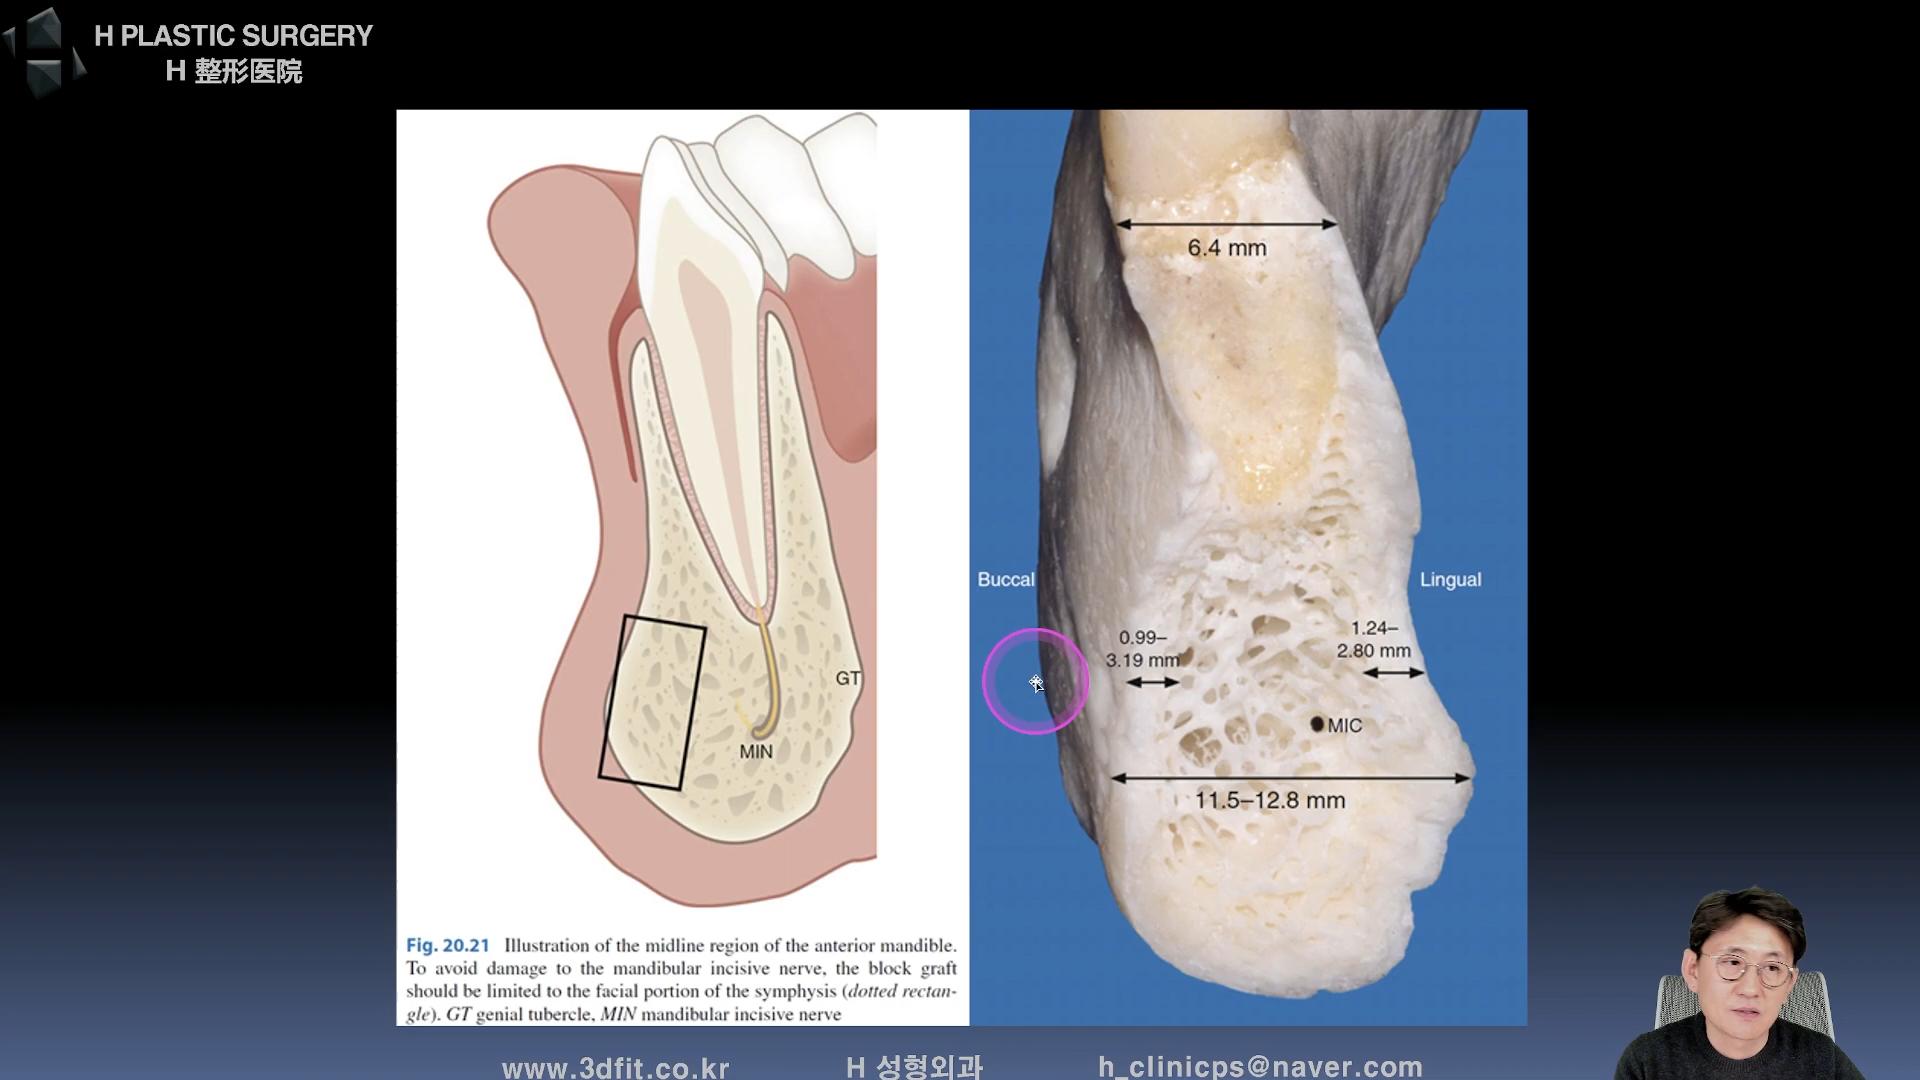 H PLASTIC SURGERY
H 整形医院
6.4 mm
Buccal
Lingual
0.99–
3.19 mm
1.24–
2.80 mm
GT
MIC
MIN
11.5–12.8 mm
Fig. 20.21 Illustration of the midline region of the anterior mandible.
To avoid damage to the mandibular incisive nerve, the block graft
should be limited to the facial portion of the symphysis (dotted rectan-
gle). GT genial tubercle, MIN mandibular incisive nerve
www.3dfit.co.kr
H 성형외과
h_clinicps@naver.com